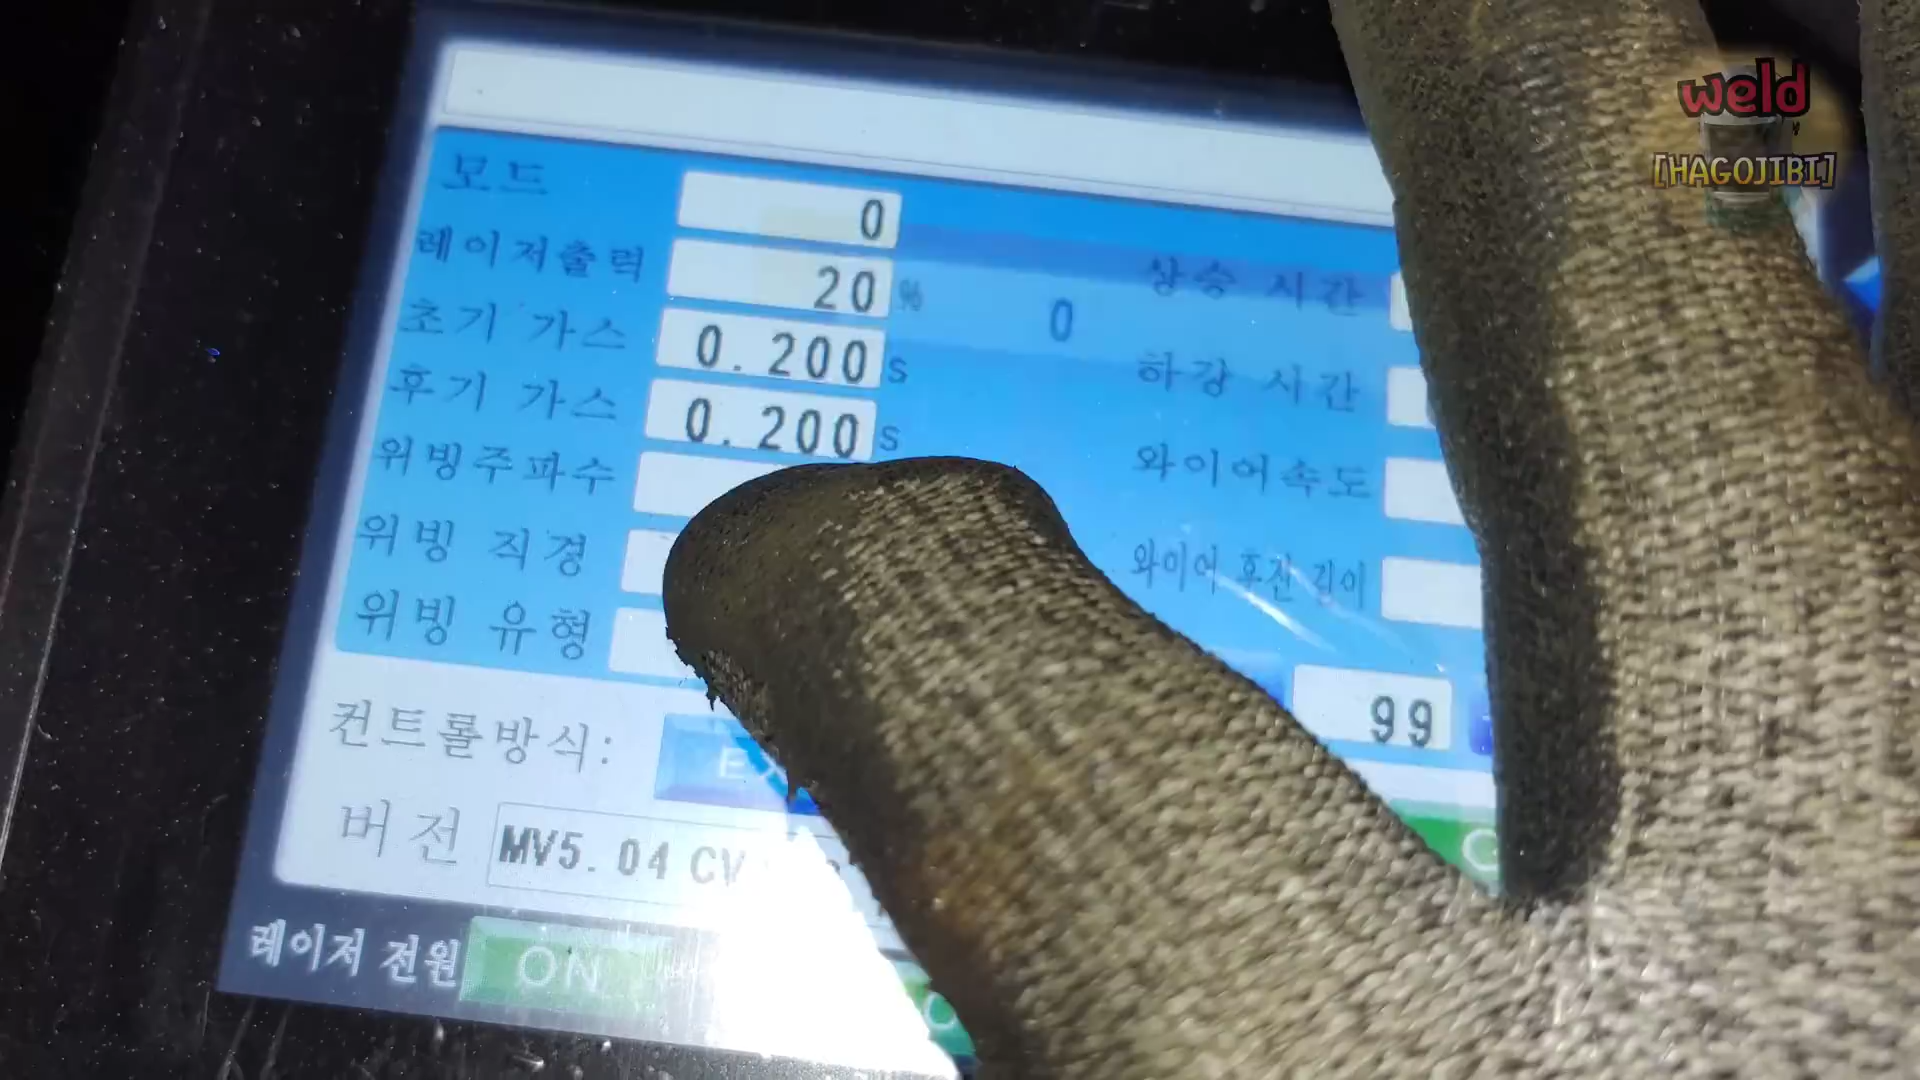 weld
[HAGOJIBI]
모드 0
레이저출력 20 % 0 상승 시간
초기 가스 0.200 s
후기 가스 0.200 s 하강 시간
위빙주파수 와이어속도
위빙 직경 와이어 후진 길이
위빙 유형
99
컨트롤방식:
버전 MV5.04 CV
레이저 전원 ON